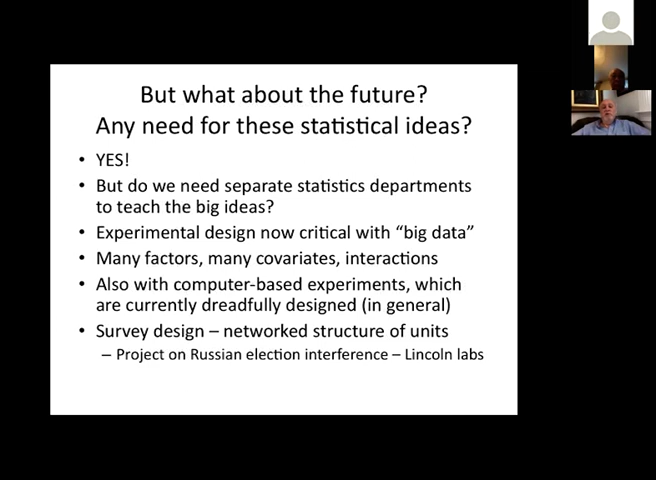 But what about the future?
Any need for these statistical ideas?
• YES!
• But do we need separate statistics departments
to teach the big ideas?
• Experimental design now critical with “big data”
• Many factors, many covariates, interactions
• Also with computer-based experiments, which
are currently dreadfully designed (in general)
• Survey design – networked structure of units
– Project on Russian election interference – Lincoln labs